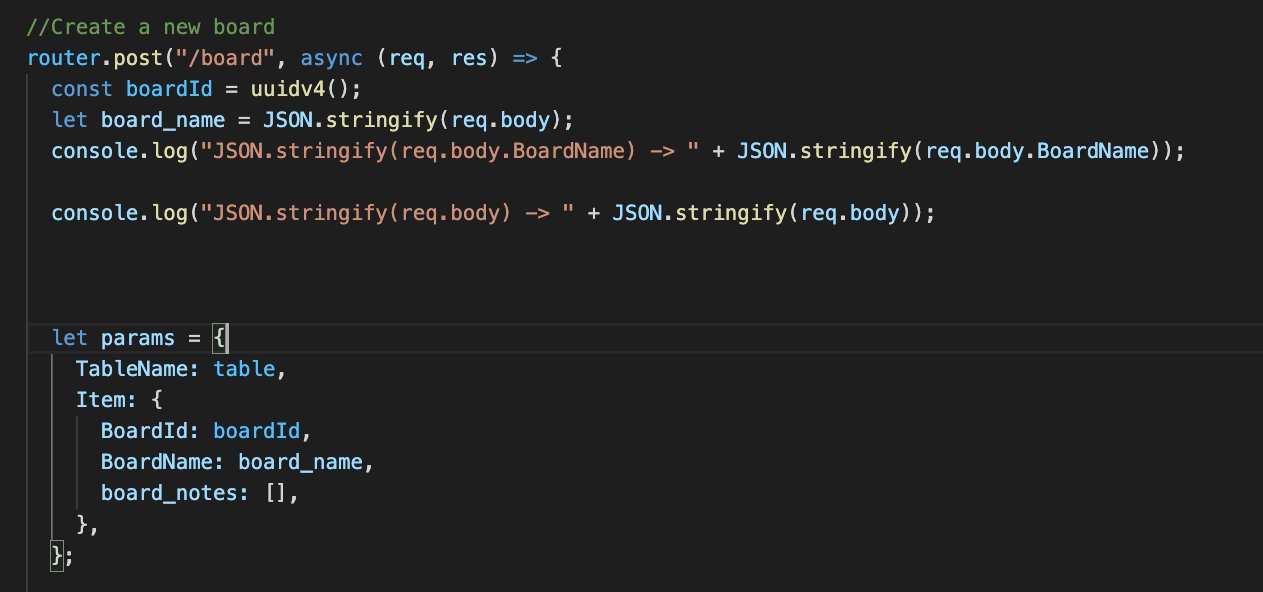 //Create a new board
router.post("/board", async (req, res) => {
const boardId = uuidv4();
let board_name = JSON.stringify(req.body);
console.log("JSON.stringify(req.body.BoardName) -> " + JSON.stringify(req.body.BoardName));
console.log("JSON.stringify(req.body) -> " + JSON.stringify(req.body));
let params = {
TableName: table,
Item: {
BoardId: boardId,
BoardName: board_name,
board_notes: [],
},
};